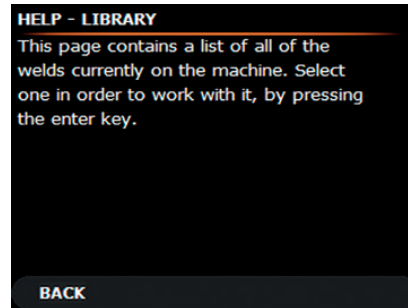 HELP - LIBRARY
This page contains a list of all of the
welds currently on the machine. Select
one in order to work with it, by pressing
the enter key.
BACK